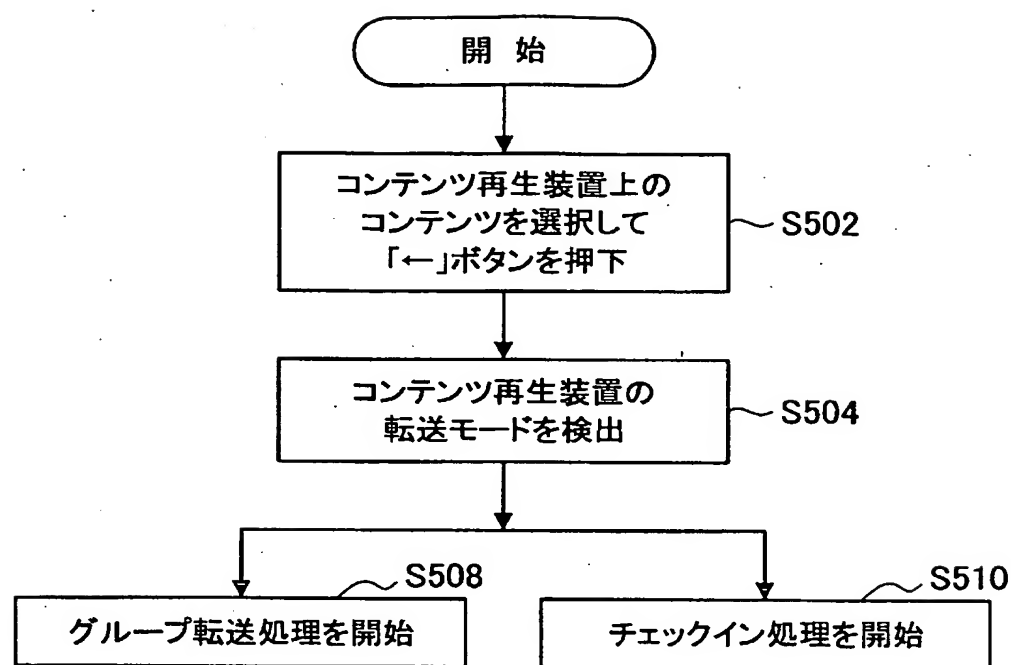 開 始
コンテンツ再生装置上の
コンテンツを選択して
「←」ボタンを押下
S502
コンテンツ再生装置の
転送モードを検出
S504
S508
グループ転送処理を開始
S510
チェックイン処理を開始